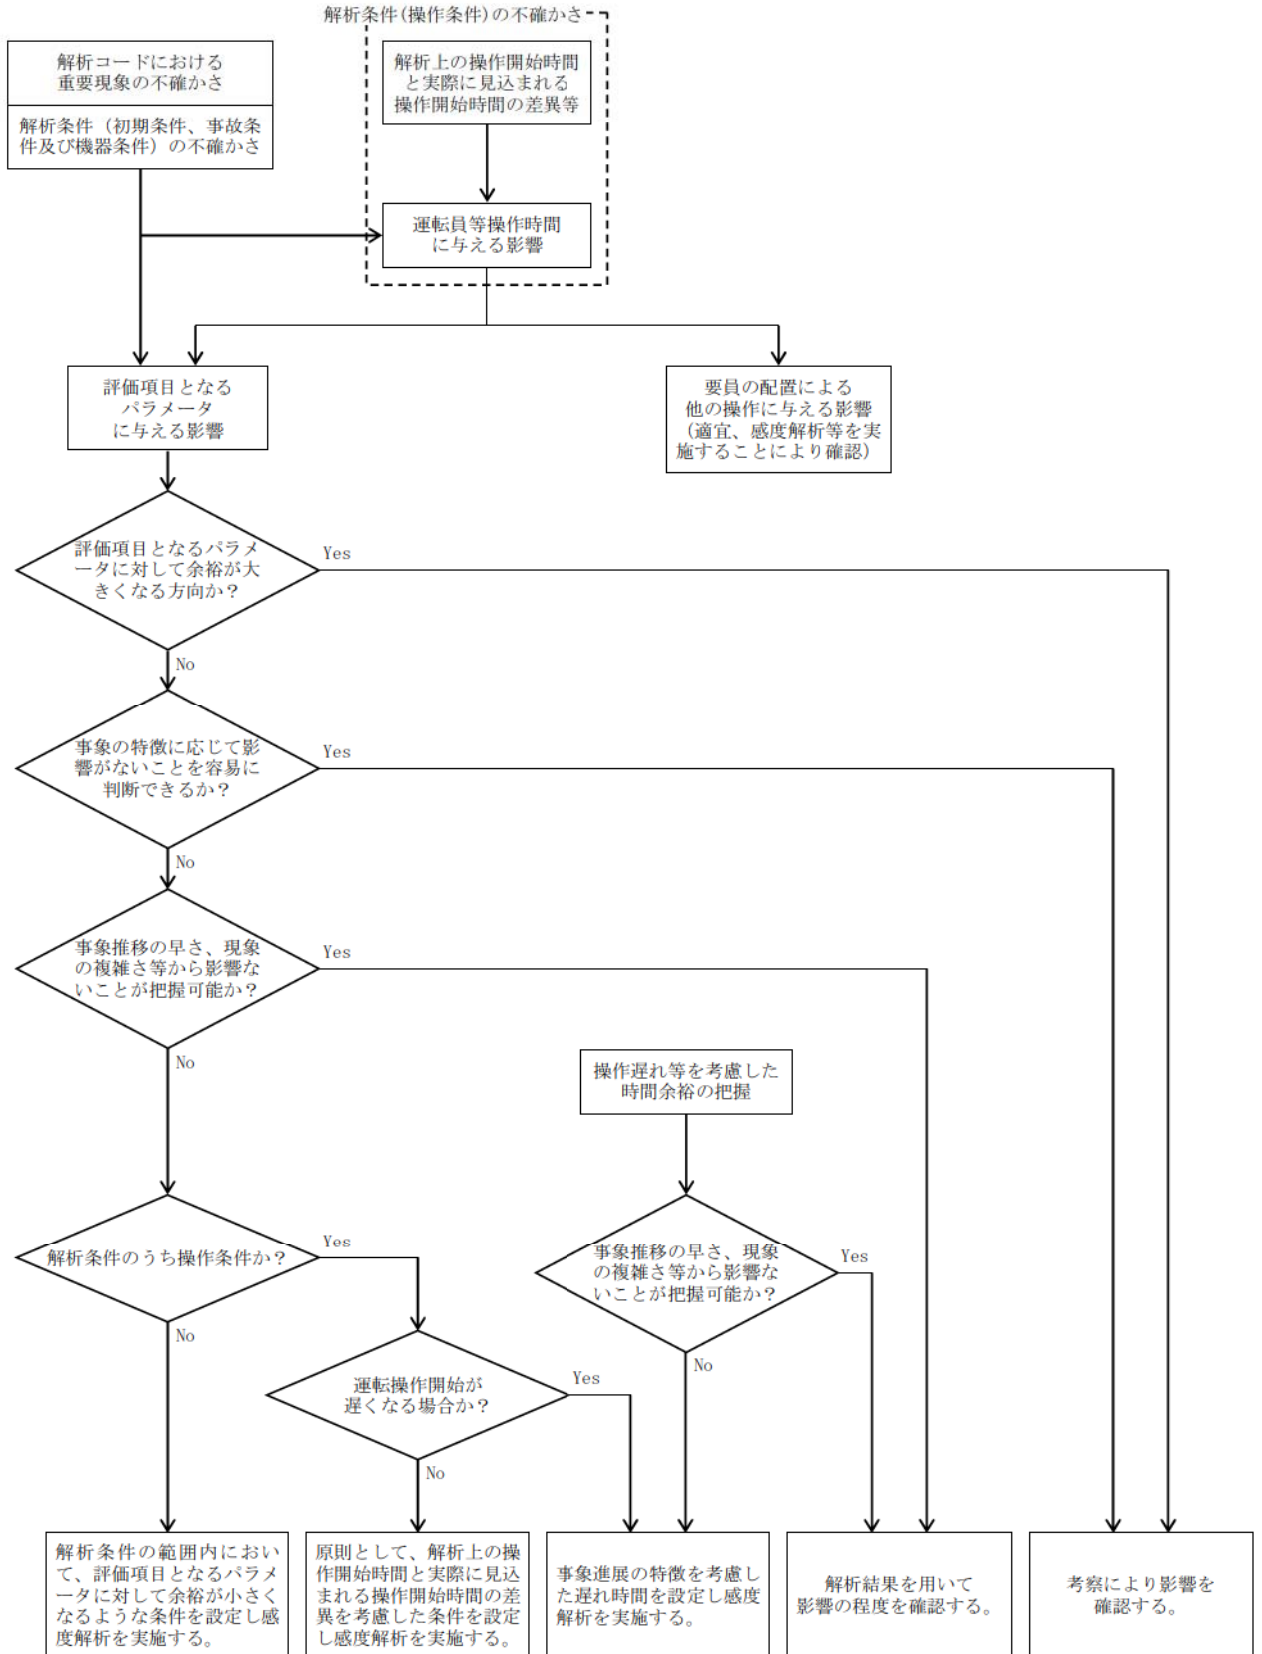 解析条件(操作条件)の不確かさ
解析コードにおける
重要現象の不確かさ
解析条件（初期条件、事故条
件及び機器条件）の不確かさ
解析上の操作開始時間
と実際に見込まれる
操作開始時間の差異等
運転員等操作時間
に与える影響
評価項目となる
パラメータ
に与える影響
要員の配置による
他の操作に与える影響
（適宜、感度解析等を実
施することにより確認）
評価項目となるパラメ
ータに対して余裕が大
きくなる方向か？
Yes
No
事象の特徴に応じて影
響がないことを容易に
判断できるか？
Yes
No
事象推移の早さ、現象
の複雑さ等から影響な
いことが把握可能か？
Yes
No
操作遅れ等を考慮した
時間余裕の把握
解析条件のうち操作条件か？
Yes
No
事象推移の早さ、現象
の複雑さ等から影響な
いことが把握可能か？
Yes
No
運転操作開始が
遅くなる場合か？
Yes
No
解析条件の範囲内におい
て、評価項目となるパラメ
ータに対して余裕が小さく
なるような条件を設定し感
度解析を実施する。
原則として、解析上の操
作開始時間と実際に見込
まれる操作開始時間の差
異を考慮した条件を設定
し感度解析を実施する。
事象進展の特徴を考慮し
た遅れ時間を設定し感度
解析を実施する。
解析結果を用いて
影響の程度を確認する。
考察により影響を
確認する。